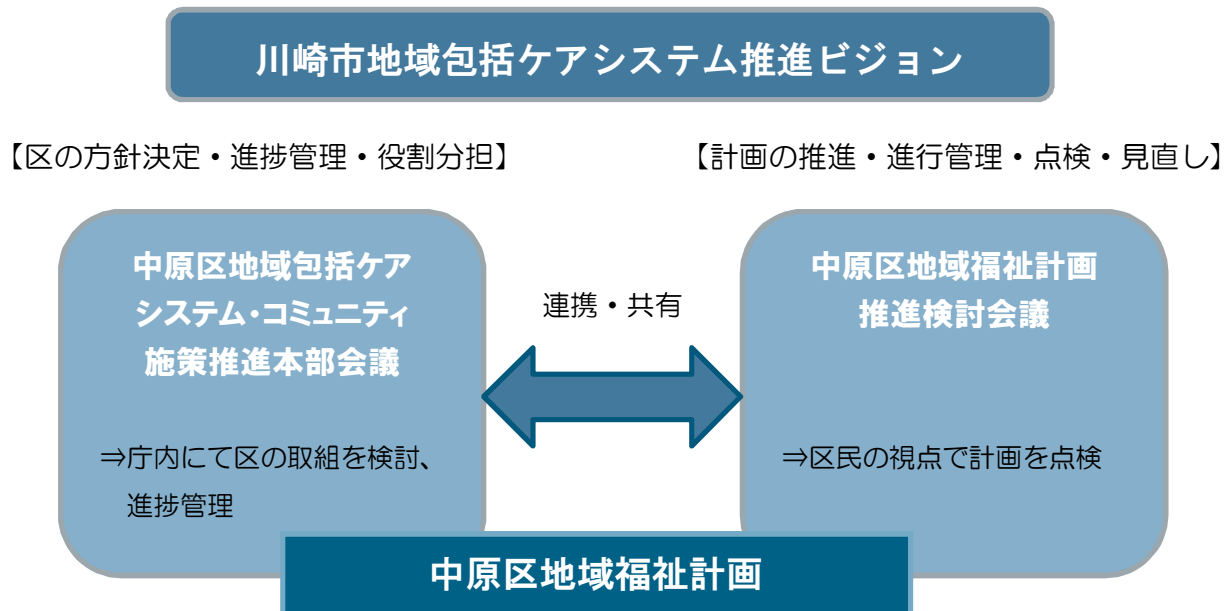 川崎市地域包括ケアシステム推進ビジョン
【区の方針決定・進捗管理・役割分担】
【計画の推進・進行管理・点検・見直し】
中原区地域包括ケア
システム・コミュニティ
施策推進本部会議
⇒庁内にて区の取組を検討、
進捗管理
連携・共有
中原区地域福祉計画
推進検討会議
⇒区民の視点で計画を点検
中原区地域福祉計画